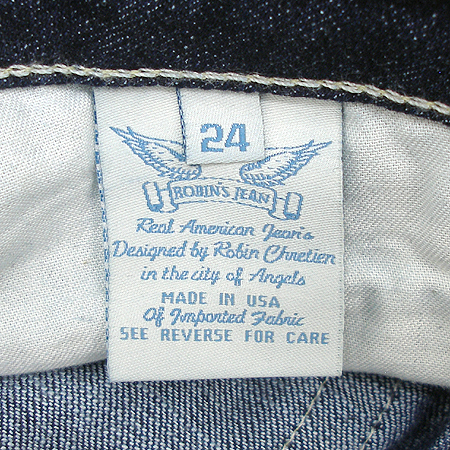 24
ROBIN'S JEAN
Real American Jean's
Designed by Robin Chretien
in the city of Angels
MADE IN USA
Of Imported Fabric
SEE REVERSE FOR CARE